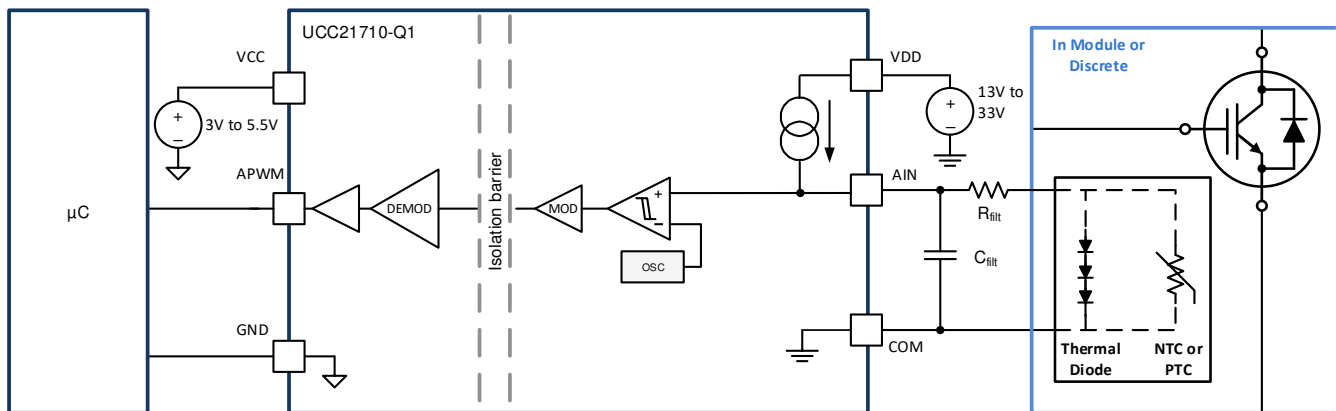 UCC21710-Q1
In Module or
Discrete
VCC
VDD
+
−
3V to 5.5V
+
−
13V to
33V
APWM
AIN
µC
DEMOD
Isolation barrier
MOD
+
−
OSC
Rfilt
Cfilt
GND
COM
Thermal
Diode
NTC or
PTC